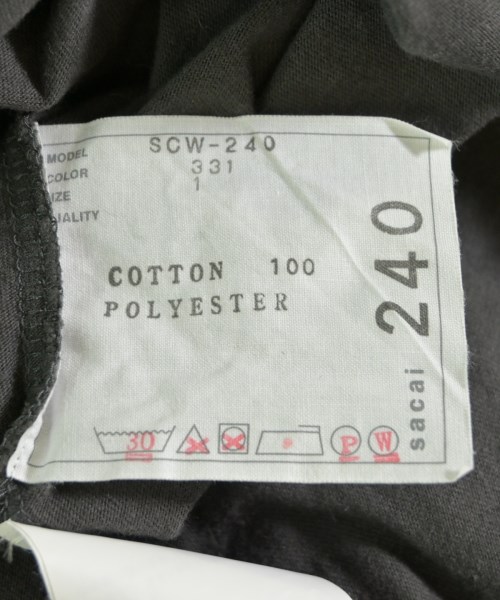 MODEL SCW-240
COLOR 331
IZE 1
UALITY
COTTON 100
POLYESTER
30
P
W
sacai 240